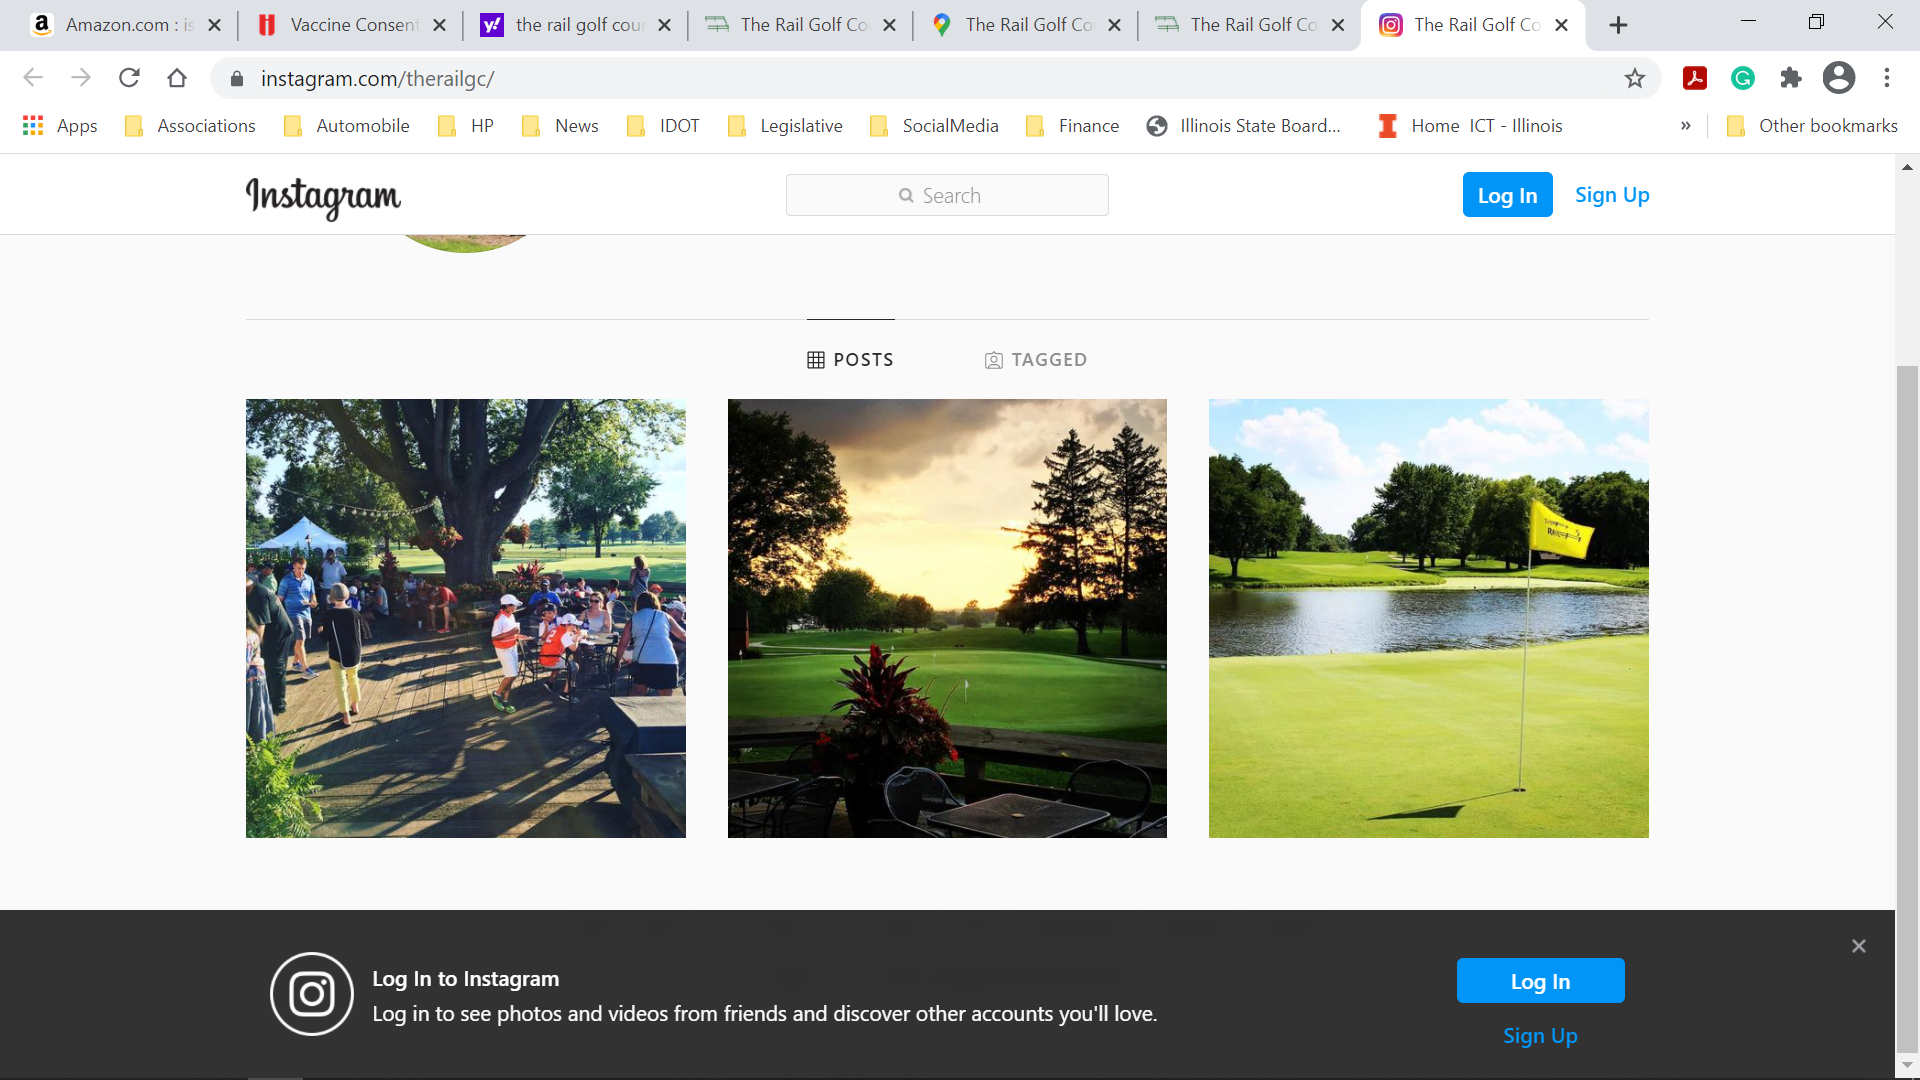 Amazon.com : is
Vaccine Consent
the rail golf cour
The Rail Golf Co
The Rail Golf Co
The Rail Golf Co
The Rail Golf Co
instagram.com/therailgc/
Apps
Associations
Automobile
HP
News
IDOT
Legislative
SocialMedia
Finance
Illinois State Board...
Home ICT - Illinois
»
Other bookmarks
Instagram
Search
Log In
Sign Up
POSTS
TAGGED
Log In to Instagram
Log in to see photos and videos from friends and discover other accounts you'll love.
Log In
Sign Up